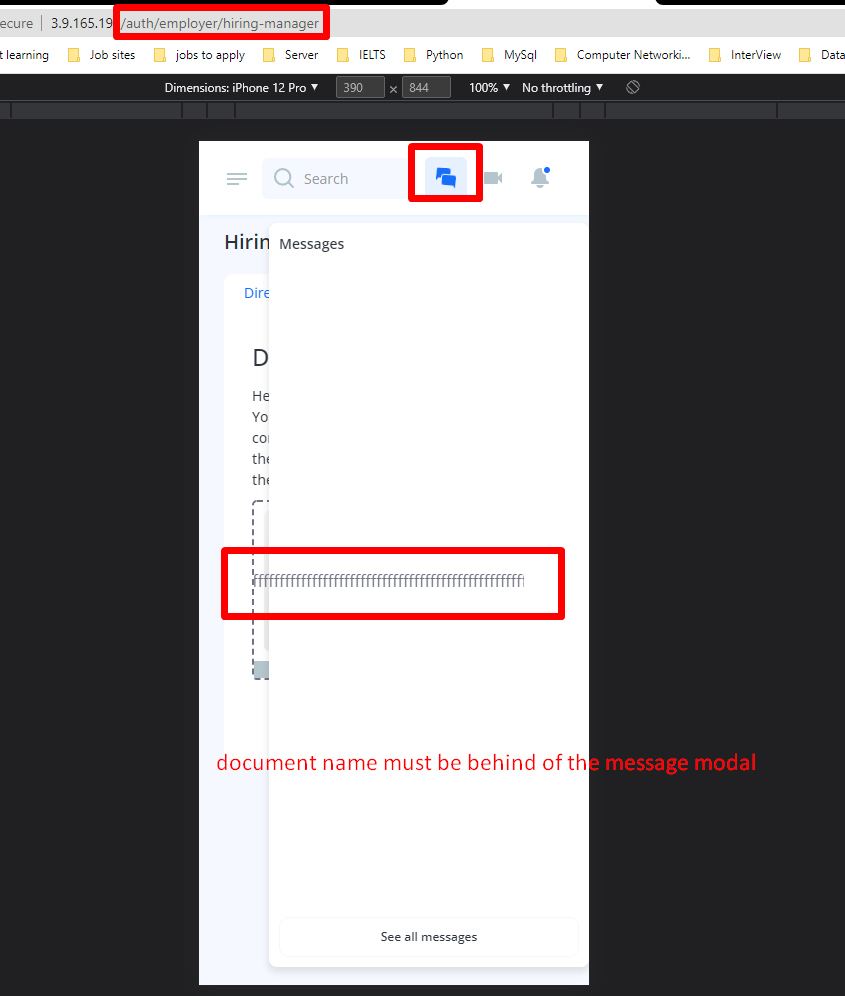 ecure | 3.9.165.19 /auth/employer/hiring-manager
t learning Job sites jobs to apply Server IELTS Python MySql Computer Networki... InterView Data
Dimensions: iPhone 12 Pro ▼ 390 × 844 100% ▼ No throttling ▼
Search
Hirin
Messages
Dire
D
He
Yo
co
the
the
document name must be behind of the message modal
See all messages